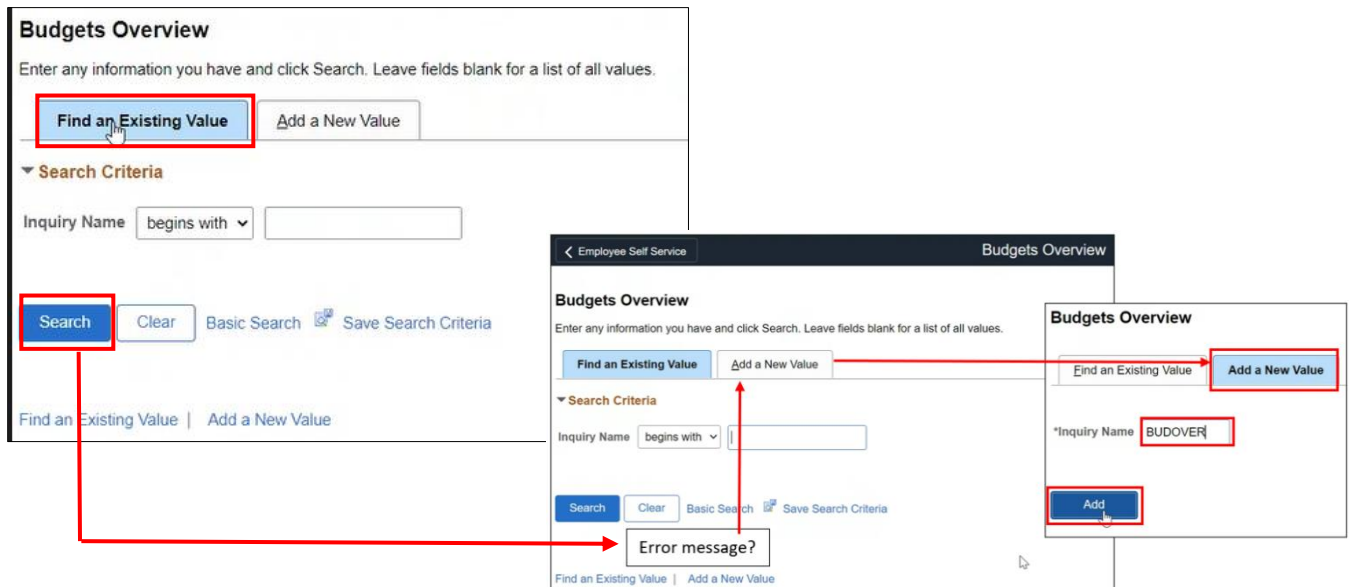 Budgets Overview
Enter any information you have and click Search. Leave fields blank for a list of all values.
Find an Existing Value
Add a New Value
Search Criteria
Inquiry Name begins with
Search Clear Basic Search Save Search Criteria
Find an Existing Value | Add a New Value
Employee Self Service Budgets Overview
Budgets Overview
Enter any information you have and click Search. Leave fields blank for a list of all values.
Find an Existing Value
Add a New Value
Search Criteria
Inquiry Name begins with
Search Clear Basic Search Save Search Criteria
Error message?
Find an Existing Value | Add a New Value
Budgets Overview
Find an Existing Value
Add a New Value
*Inquiry Name BUDOVER
Add